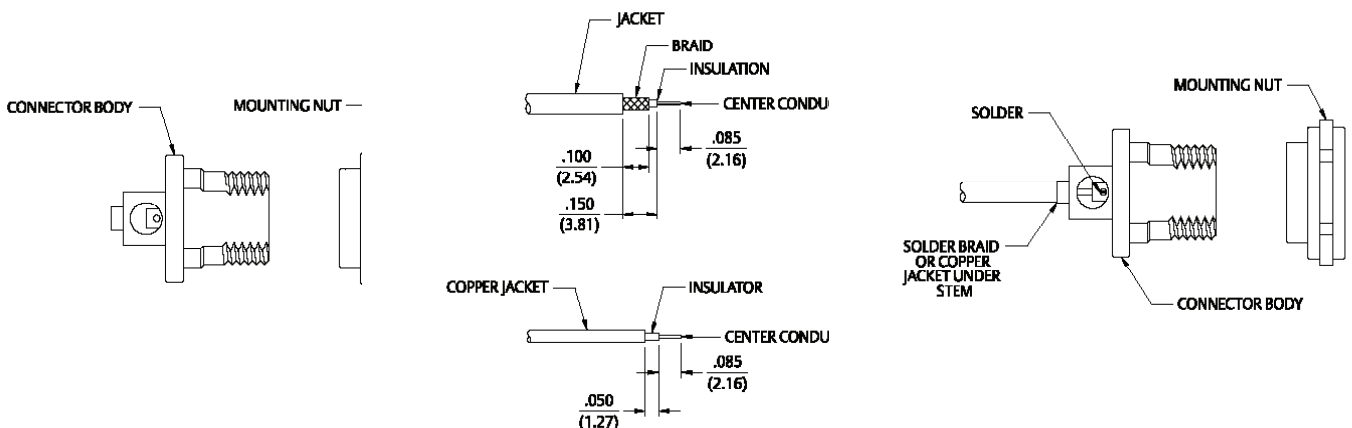 CONNECTOR BODY
MOUNTING NUT
JACKET
BRAID
INSULATION
CENTER CONDU
.085
(2.16)
.100
(2.54)
.150
(3.81)
COPPER JACKET
INSULATOR
CENTER CONDU
.085
(2.16)
.050
(1.27)
MOUNTING NUT
SOLDER
SOLDER BRAID
OR COPPER
JACKET UNDER
STEM
CONNECTOR BODY